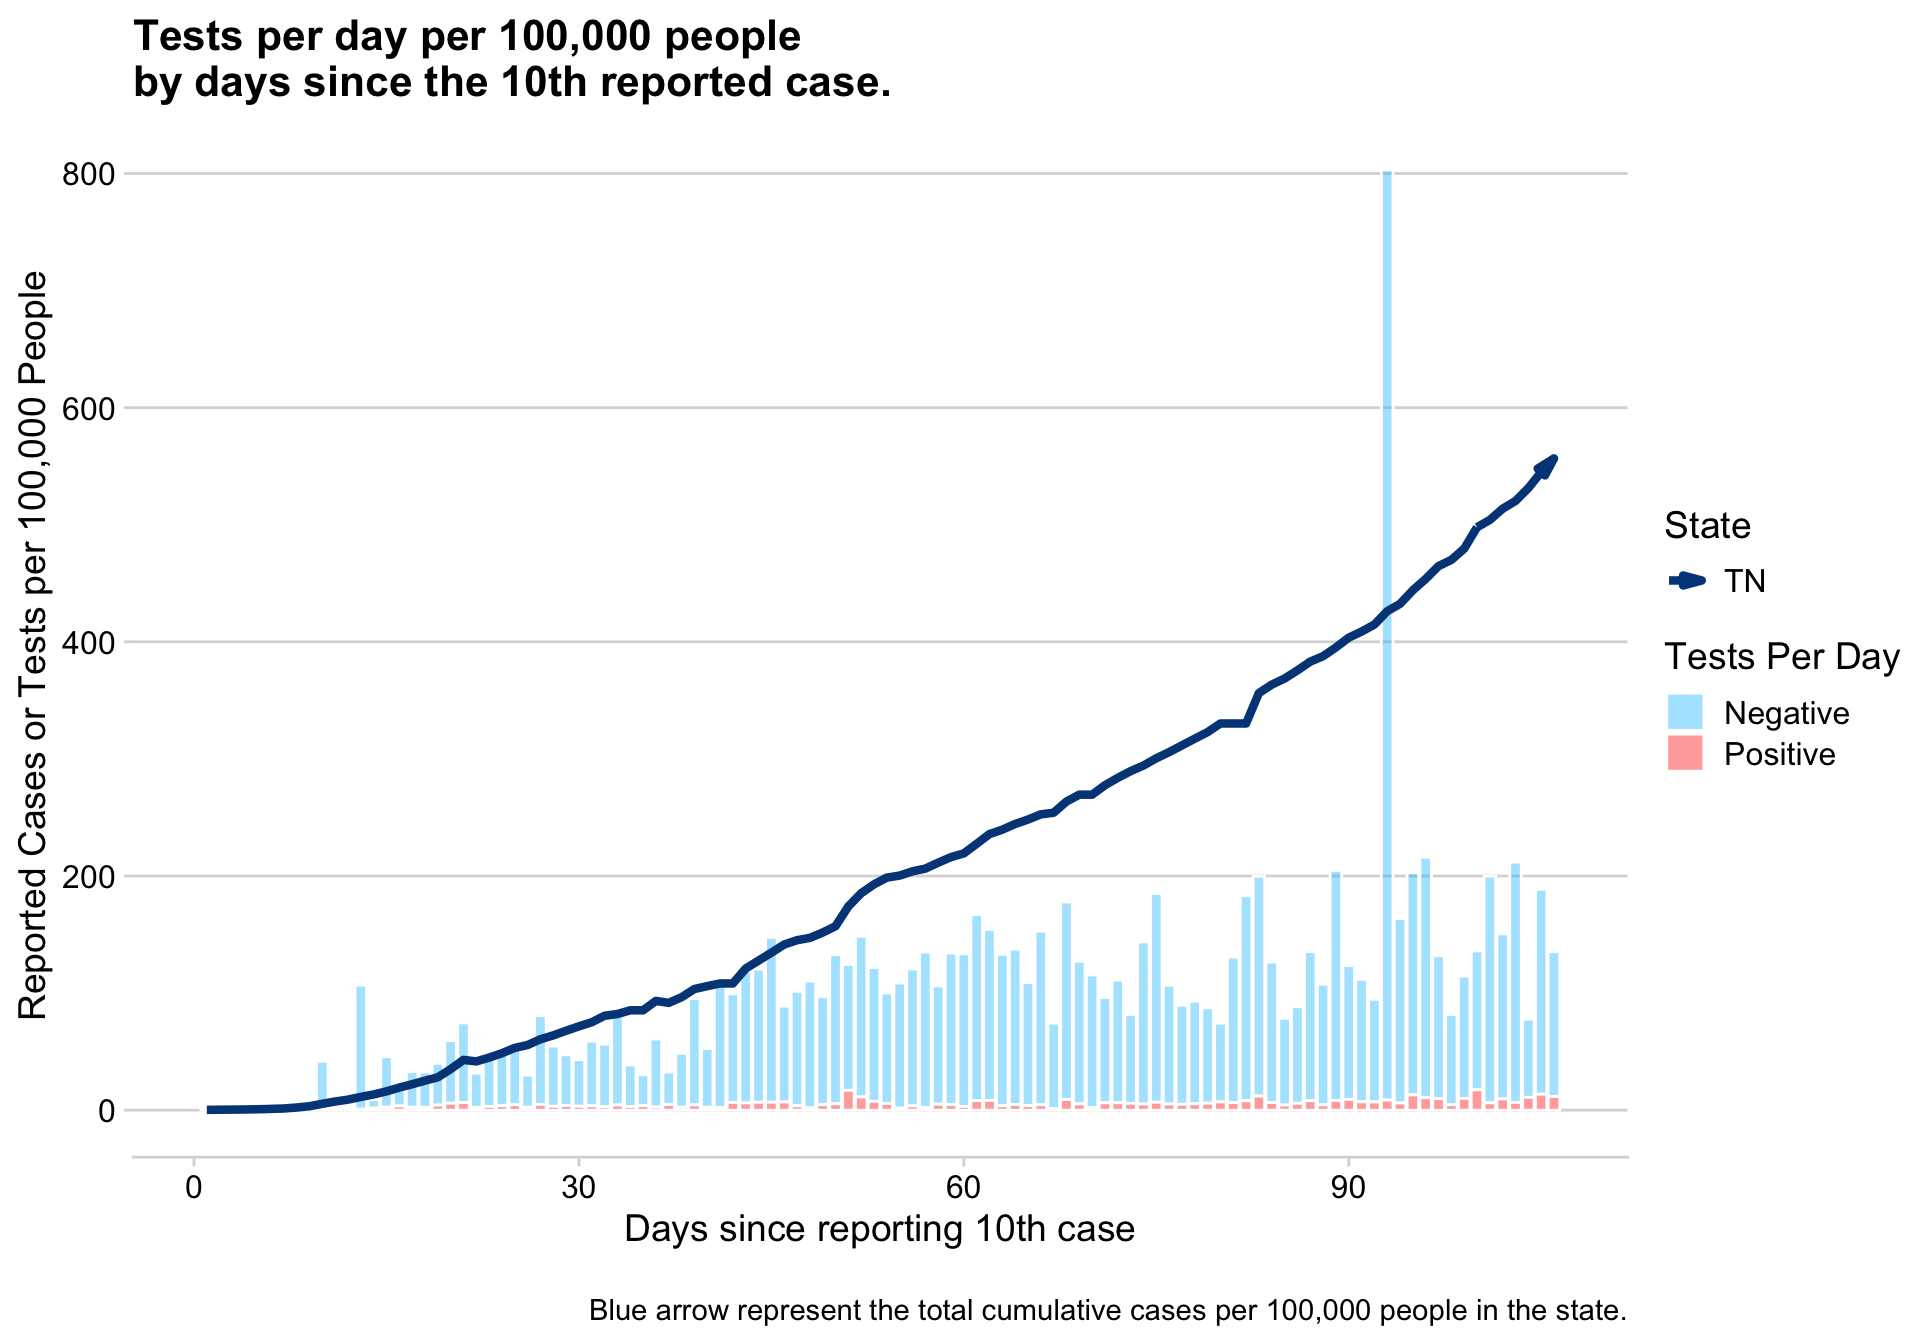 Tests per day per 100,000 people
by days since the 10th reported case.
Reported Cases or Tests per 100,000 People
800
600
400
200
0
0
30
60
90
Days since reporting 10th case
State
TN
Tests Per Day
Negative
Positive
Blue arrow represent the total cumulative cases per 100,000 people in the state.